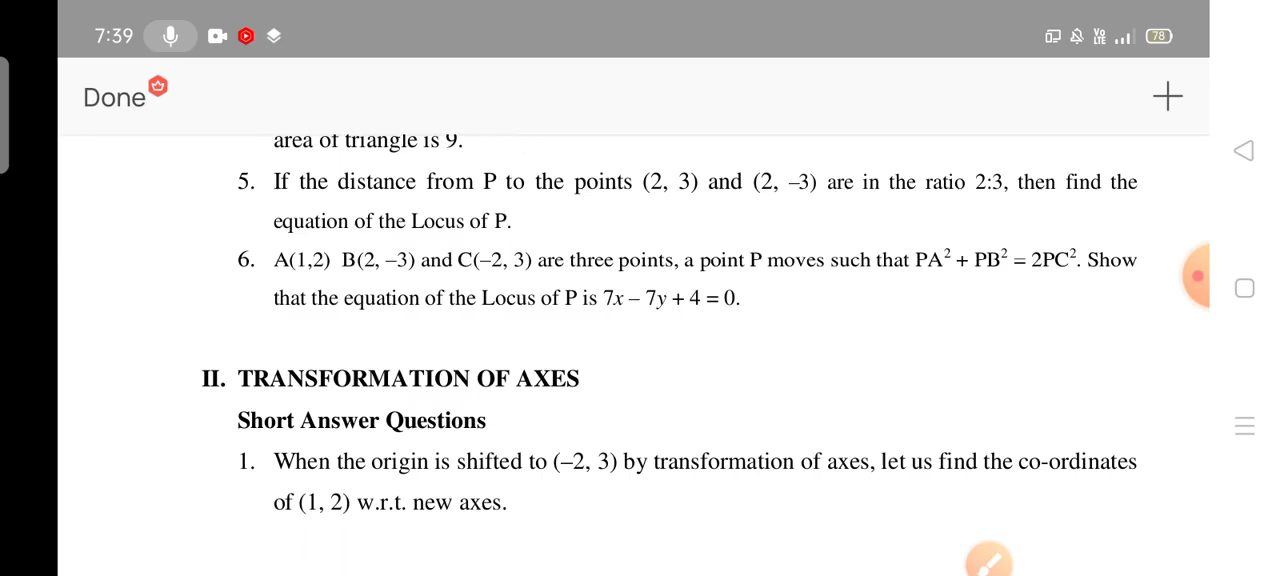 7:39
Vo LTE 78
Done
area of triangle is 9.
5. If the distance from P to the points (2, 3) and (2, –3) are in the ratio 2:3, then find the
equation of the Locus of P.
6. A(1,2) B(2, –3) and C(–2, 3) are three points, a point P moves such that PA² + PB² = 2PC². Show
that the equation of the Locus of P is 7x – 7y + 4 = 0.
II. TRANSFORMATION OF AXES
Short Answer Questions
1. When the origin is shifted to (–2, 3) by transformation of axes, let us find the co-ordinates
of (1, 2) w.r.t. new axes.